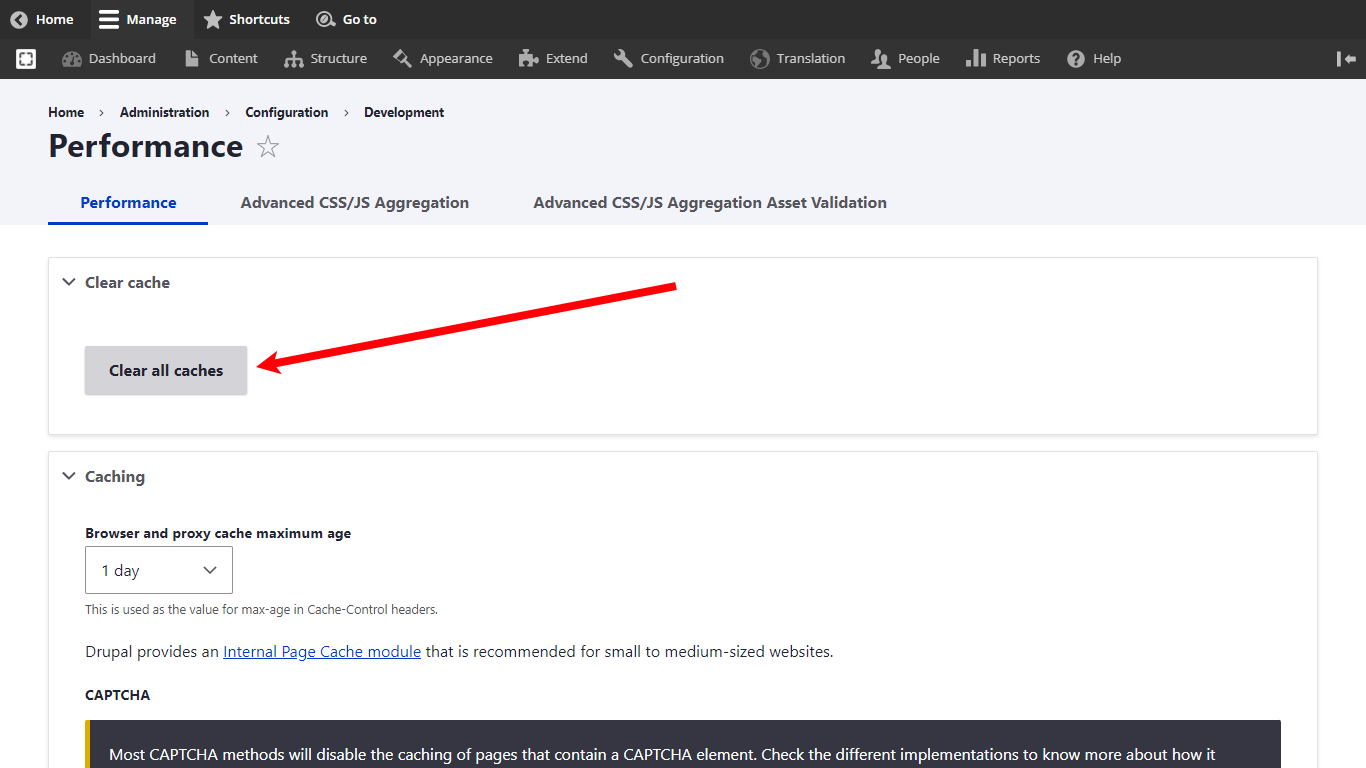 Home Manage Shortcuts Go to
Dashboard Content Structure Appearance Extend Configuration Translation People Reports Help
Home › Administration › Configuration › Development
Performance
Performance Advanced CSS/JS Aggregation Advanced CSS/JS Aggregation Asset Validation
Clear cache
Clear all caches
Caching
Browser and proxy cache maximum age
1 day
This is used as the value for max-age in Cache-Control headers.
Drupal provides an Internal Page Cache module that is recommended for small to medium-sized websites.
CAPTCHA
Most CAPTCHA methods will disable the caching of pages that contain a CAPTCHA element. Check the different implementations to know more about how it